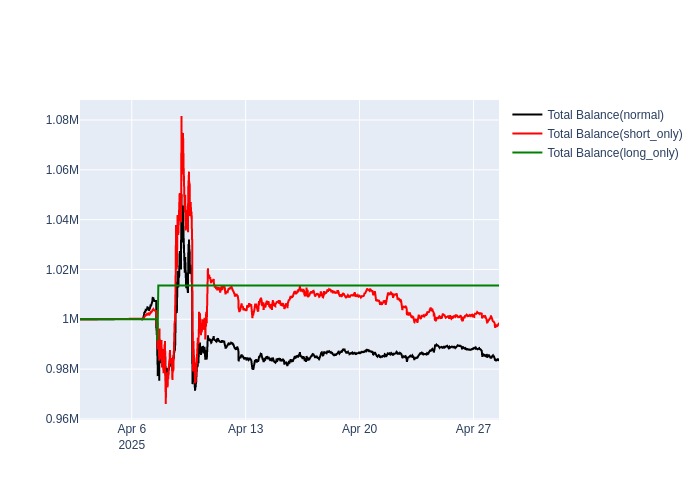 1.08M
1.06M
1.04M
1.02M
1M
0.98M
0.96M
Apr 6
2025
Apr 13
Apr 20
Apr 27
Total Balance(normal)
Total Balance(short_only)
Total Balance(long_only)